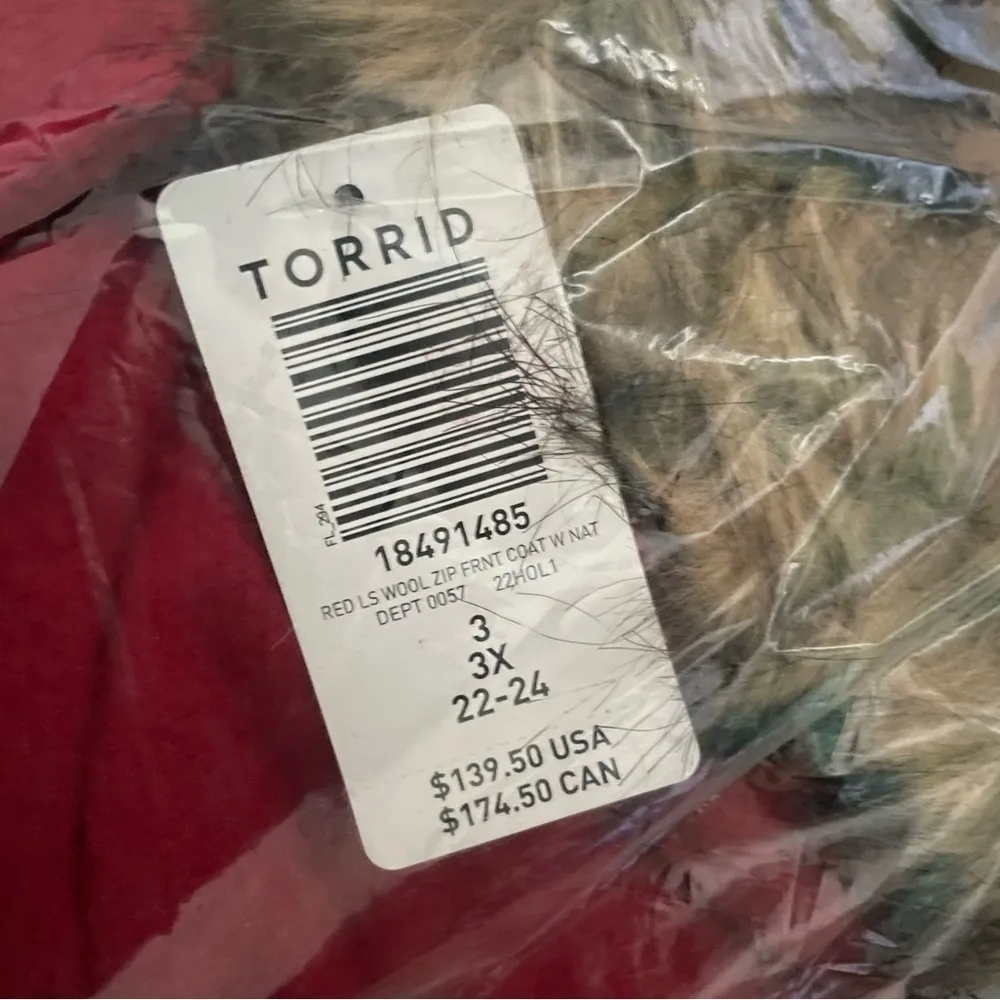 TORRID
FL_294
18491485
RED LS WOOL ZIP FRNT COAT W NAT
DEPT 0057 22HOL1
3
3X
22-24
$139.50 USA
$174.50 CAN